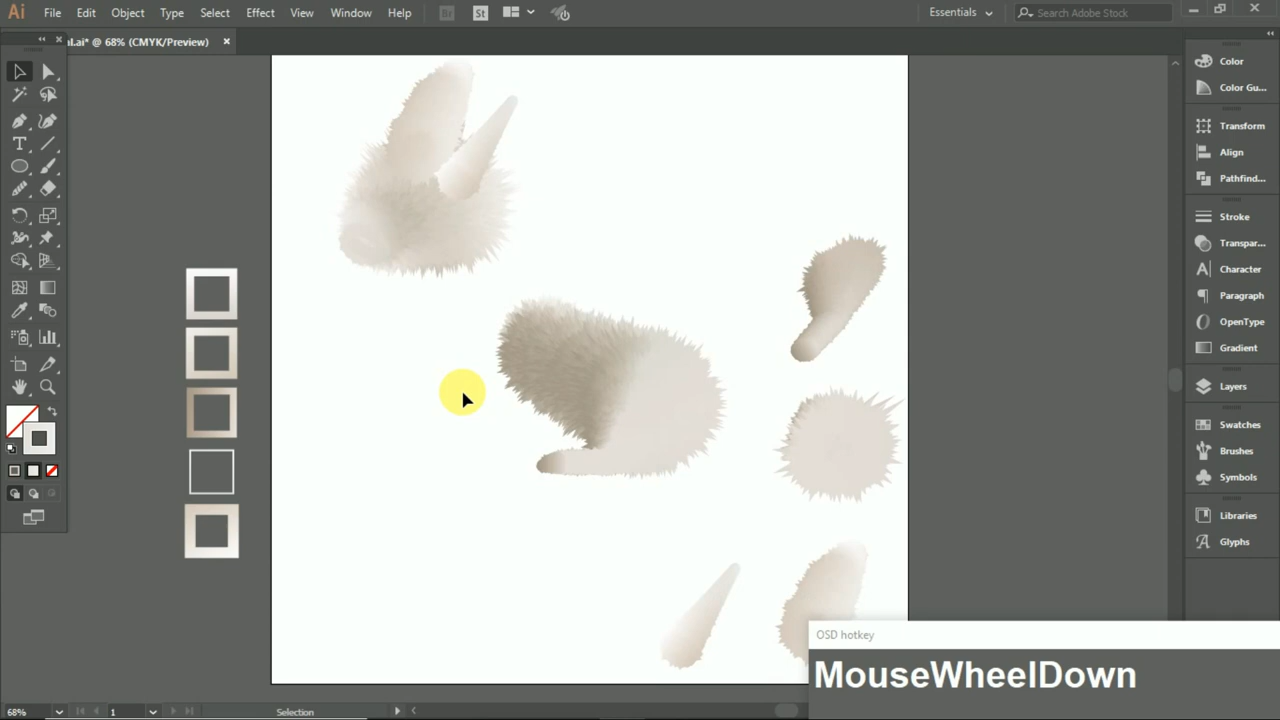 Ai File Edit Object Type Select Effect View Window Help Br St Essentials Search Adobe Stock
l.ai* @ 68% (CMYK/Preview) ×
Color
Color Gu...
Transform
Align
Pathfind...
Stroke
Transpar...
Character
Paragraph
OpenType
Gradient
Layers
Swatches
Brushes
Symbols
Libraries
Glyphs
OSD hotkey
MouseWheelDown
68% 1 Selection